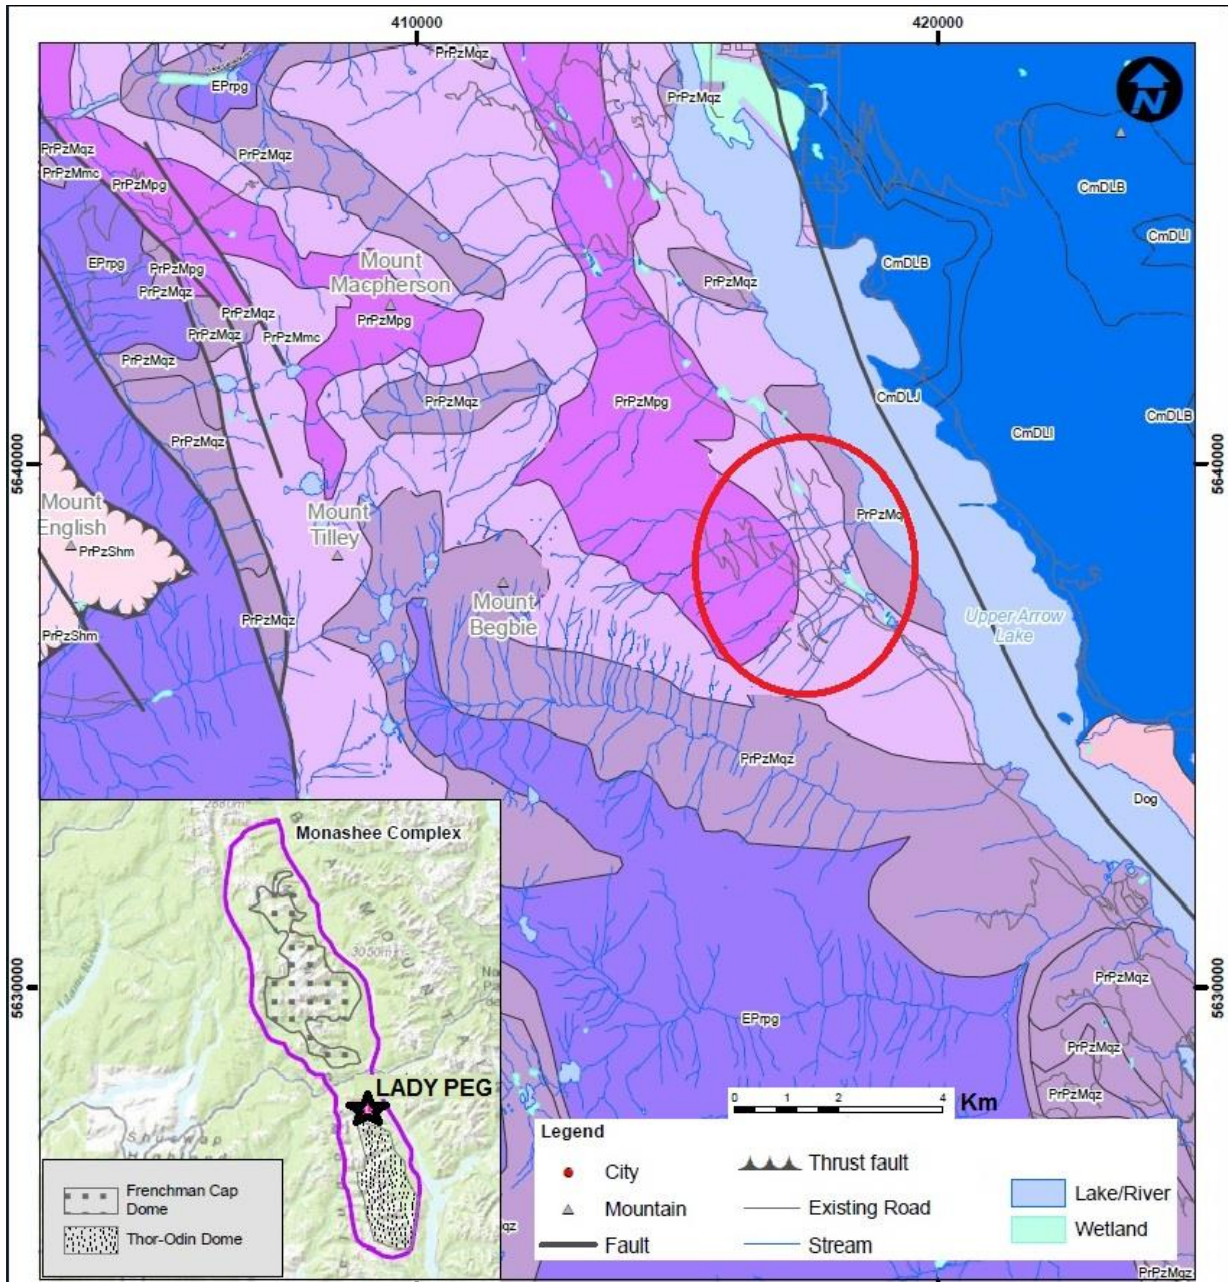 410000
420000
PrPzMqz
EPrpg
PrPzMqz
PrPzMqz
PrPzMqz
PrPzMmc
PrPzMpg
CmDLB
CmDLI
EPrpg
PrPzMpg
PrPzMqz
PrPzMqz
PrPzMqz
PrPzMmc
Mount
Macpherson
PrPzMpg
PrPzMqz
CmDLB
PrPzMqz
PrPzMqz
PrPzMpg
CmDLJ
CmDLI
CmDLB
PrPzMqz
5640000
5640000
Mount
English
PrPzShm
Mount
Tilley
PrPzMq
PrPzMqz
Mount
Begbie
Upper Arrow
Lake
PrPzShm
PrPzMqz
Dog
Monashee Complex
3050m
LADY PEG
5630000
5630000
EPrpg
PrPzMqz
PrPzMqz
PrPzMqz
0
1
2
4
Km
Frenchman Cap
Dome
Thor-Odin Dome
Legend
City
Mountain
Fault
Thrust fault
Existing Road
Stream
Lake/River
Wetland
PrPzMqz
N